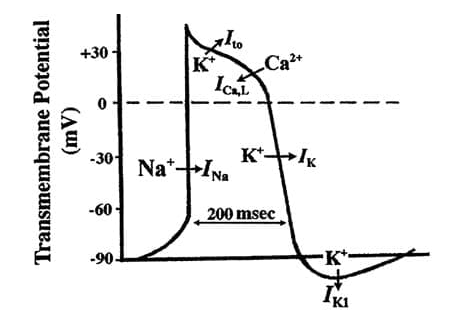 Transmembrane Potential
(mV)
+30
0
-30
-60
-90
Ito
K+
Ca2+
ICa,L
Na+ INa
K+ IK
200 msec
K+
IK1